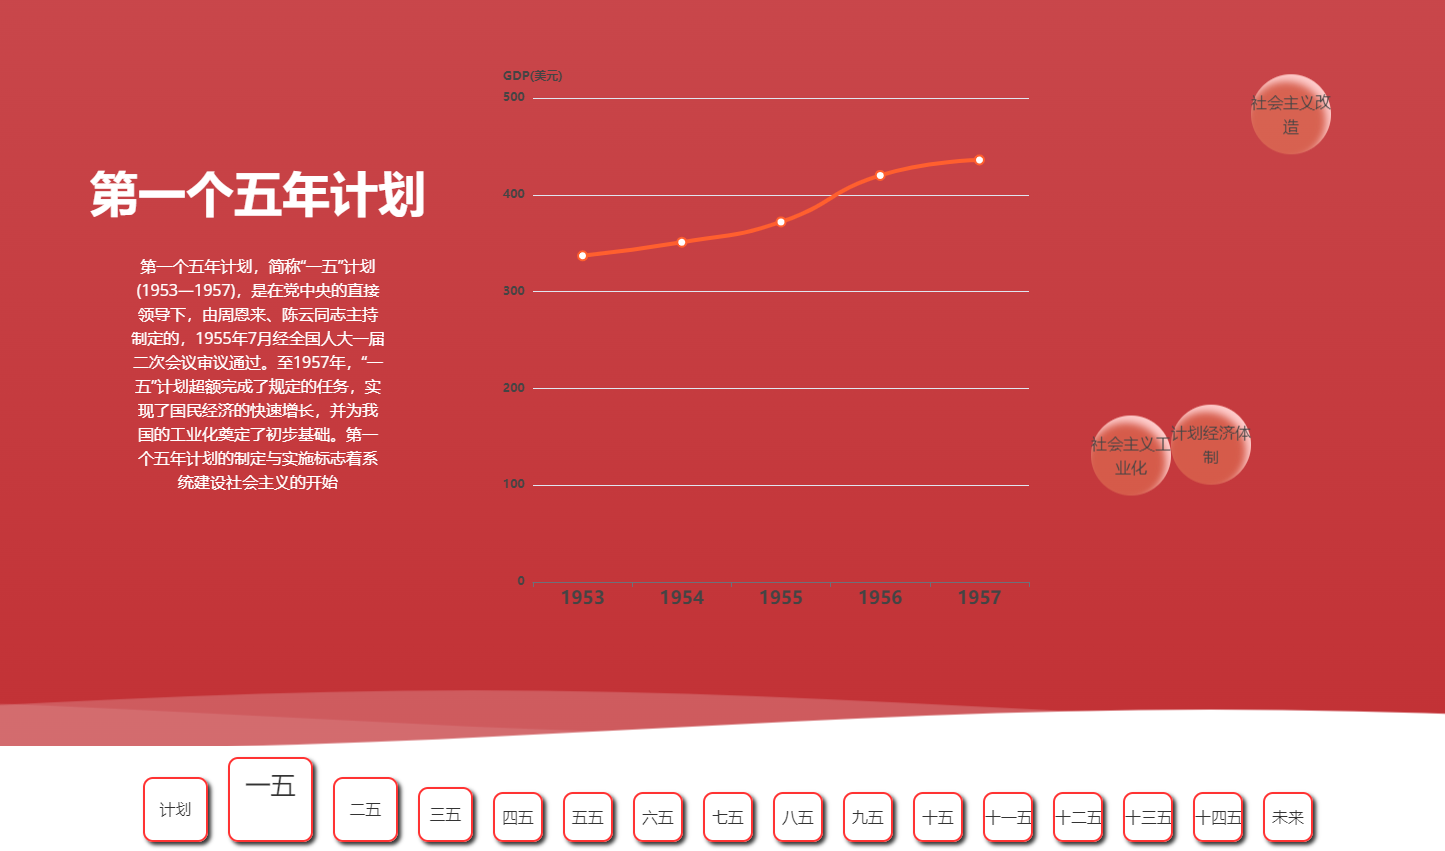 第一个五年计划
第一个五年计划，简称“一五”计划
(1953—1957)，是在党中央的直接
领导下，由周恩来、陈云同志主持
制定的，1955年7月经全国人大一届
二次会议审议通过。至1957年，“一
五”计划超额完成了规定的任务，实
现了国民经济的快速增长，并为我
国的工业化奠定了初步基础。第一
个五年计划的制定与实施标志着系
统建设社会主义的开始
GDP(美元)
500
400
300
200
100
0
1953 1954 1955 1956 1957
社会主义改
造
社会主义工
业化
计划经济体
制
计划 一五 二五 三五 四五 五五 六五 七五 八五 九五 十五 十一五 十二五 十三五 十四五 未来